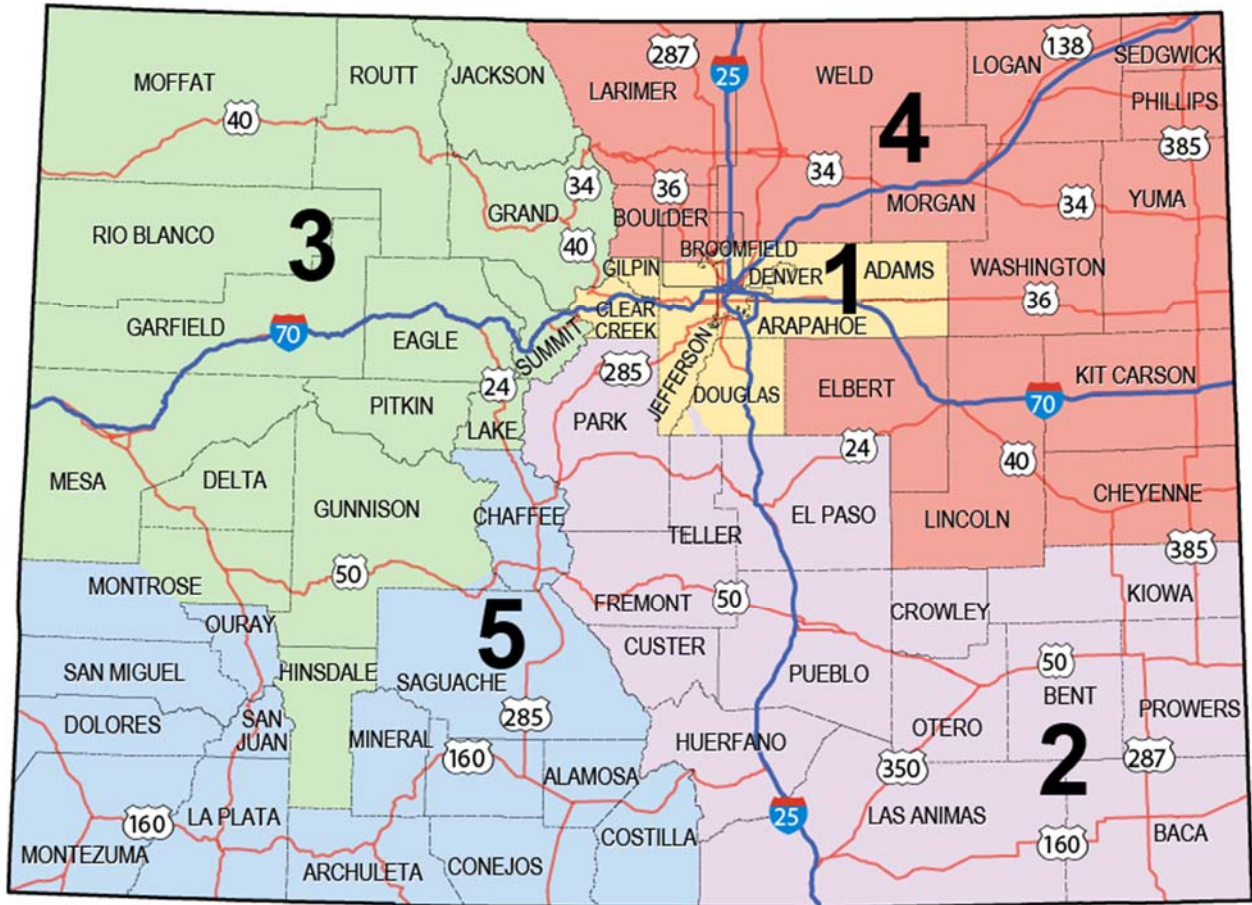 MOFFAT
ROUTT
JACKSON
LARIMER
287
25
WELD
LOGAN
138
SEDGWICK
PHILLIPS
40
4
385
34
36
34
34
YUMA
RIO BLANCO
3
GRAND
40
BOULDER
MORGAN
BROOMFIELD
GILPIN
DENVER
1
ADAMS
WASHINGTON
36
GARFIELD
70
EAGLE
SUMMIT
CLEAR
CREEK
ARAPAHOE
24
285
JEFFERSON
DOUGLAS
ELBERT
KIT CARSON
70
PITKIN
LAKE
PARK
24
40
MESA
DELTA
GUNNISON
CHAFFEE
TELLER
EL PASO
LINCOLN
CHEYENNE
385
MONTROSE
50
OURAY
5
FREMONT
50
CROWLEY
KIOWA
SAN MIGUEL
HINSDALE
SAGUACHE
CUSTER
PUEBLO
50
BENT
PROWERS
DOLORES
SAN
JUAN
MINERAL
285
160
HUERFANO
OTERO
2
287
350
ALAMOSA
160
LA PLATA
25
LAS ANIMAS
160
BACA
MONTEZUMA
ARCHULETA
CONEJOS
COSTILLA